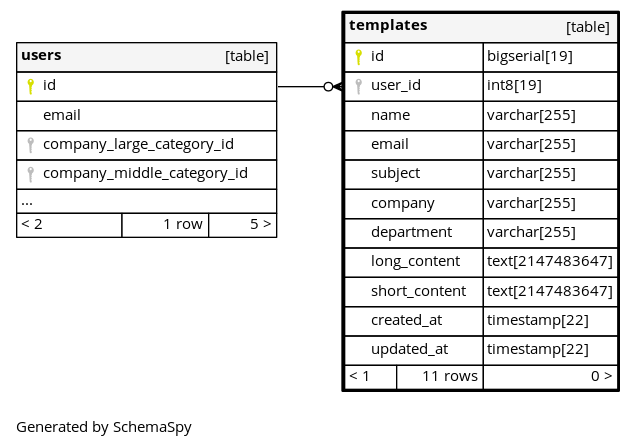 users [table]
id
email
company_large_category_id
company_middle_category_id
...
< 2 1 row 5 >
templates [table]
id bigserial[19]
user_id int8[19]
name varchar[255]
email varchar[255]
subject varchar[255]
company varchar[255]
department varchar[255]
long_content text[2147483647]
short_content text[2147483647]
created_at timestamp[22]
updated_at timestamp[22]
< 1 11 rows 0 >
Generated by SchemaSpy